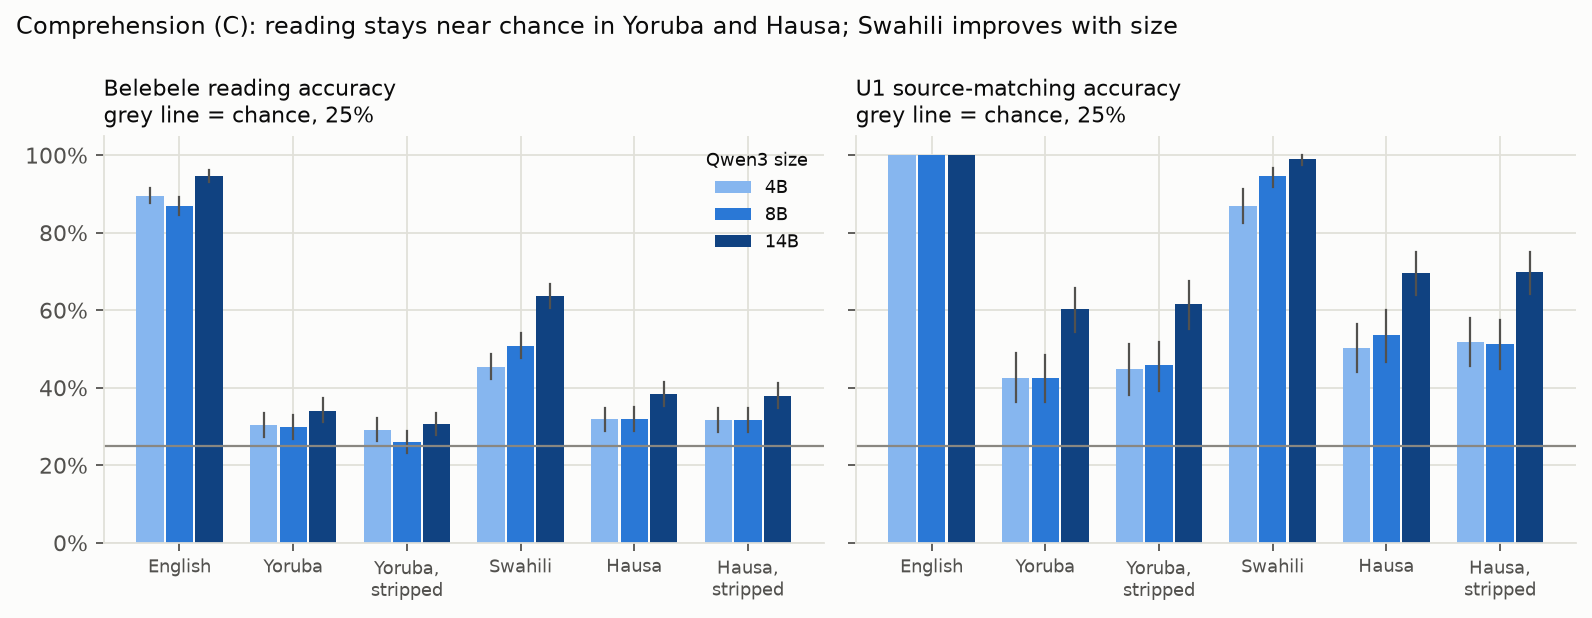 Comprehension (C): reading stays near chance in Yoruba and Hausa; Swahili improves with size
Belebele reading accuracy
grey line = chance, 25%
100%
80%
60%
40%
20%
0%
Qwen3 size
4B
8B
14B
English
Yoruba
Yoruba,
stripped
Swahili
Hausa
Hausa,
stripped
U1 source-matching accuracy
grey line = chance, 25%
English
Yoruba
Yoruba,
stripped
Swahili
Hausa
Hausa,
stripped